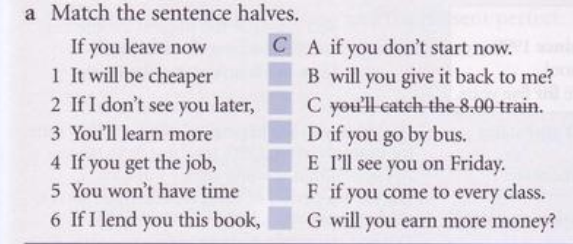 a Match the sentence halves.
If you leave now C A if you don't start now.
1 It will be cheaper B will you give it back to me?
2 If I don't see you later, C you'll catch the 8.00 train.
3 You'll learn more D if you go by bus.
4 If you get the job, E I'll see you on Friday.
5 You won't have time F if you come to every class.
6 If I lend you this book, G will you earn more money?